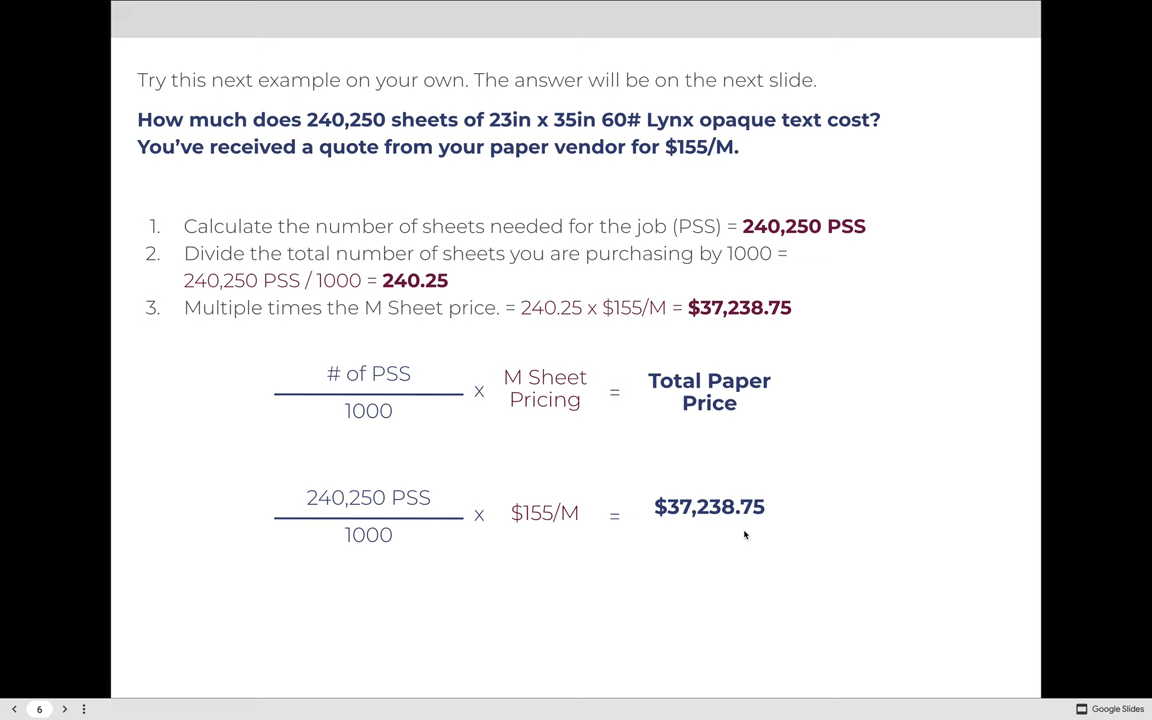 Try this next example on your own. The answer will be on the next slide.
How much does 240,250 sheets of 23in x 35in 60# Lynx opaque text cost?
You've received a quote from your paper vendor for $155/M.
1. Calculate the number of sheets needed for the job (PSS) = 240,250 PSS
2. Divide the total number of sheets you are purchasing by 1000 =
240,250 PSS / 1000 = 240.25
3. Multiple times the M Sheet price. = 240.25 x $155/M = $37,238.75
# of PSS
1000
x
M Sheet
Pricing
=
Total Paper
Price
240,250 PSS
1000
x
$155/M
=
$37,238.75
6
Google Slides